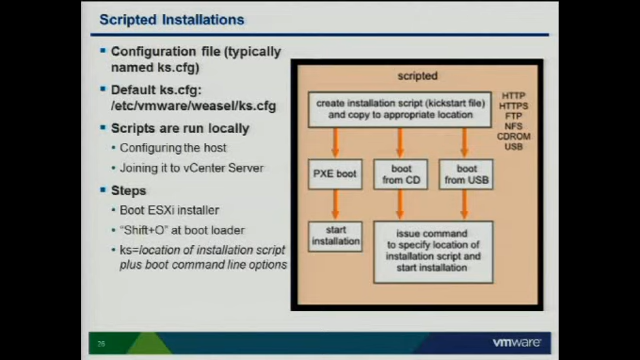 Scripted Installations
Configuration file (typically
named ks.cfg)
Default ks.cfg:
/etc/vmware/weasel/ks.cfg
Scripts are run locally
Configuring the host
Joining it to vCenter Server
Steps
Boot ESXi installer
“Shift+O” at boot loader
ks=location of installation script
plus boot command line options
scripted
create installation script (kickstart file)
and copy to appropriate location
HTTP
HTTPS
FTP
NFS
CDROM
USB
PXE boot
boot
from CD
boot
from USB
start
installation
issue command
to specify location of
installation script and
start installation
26
vmware